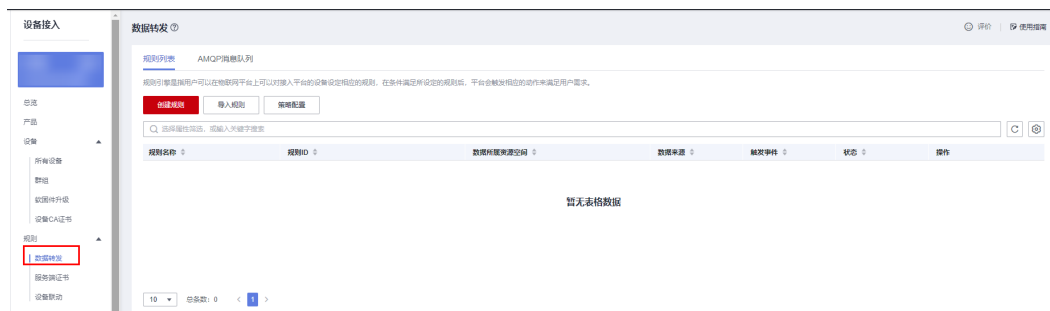 设备接入
总览
产品
设备
所有设备
群组
软固件升级
设备CA证书
规则
数据转发
服务端证书
设备联动
数据转发
评价
使用指南
规则列表 AMQP消息队列
规则引擎是指用户可以在物联网平台上可以对接入平台的设备设定相应的规则，在条件满足所设定的规则后，平台会触发相应的动作来满足用户需求。
创建规则 导入规则 策略配置
选择属性筛选，或输入关键字搜索
规则名称 规则ID 数据所属资源空间 数据来源 触发事件 状态 操作
暂无表格数据
10 总条数: 0 < 1 >